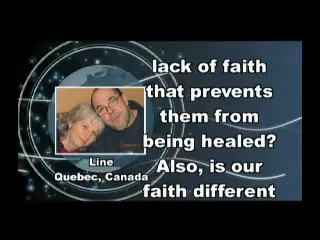 lack of faith
that prevents
them from
being healed?
Also, is our
faith different
Line
Quebec, Canada